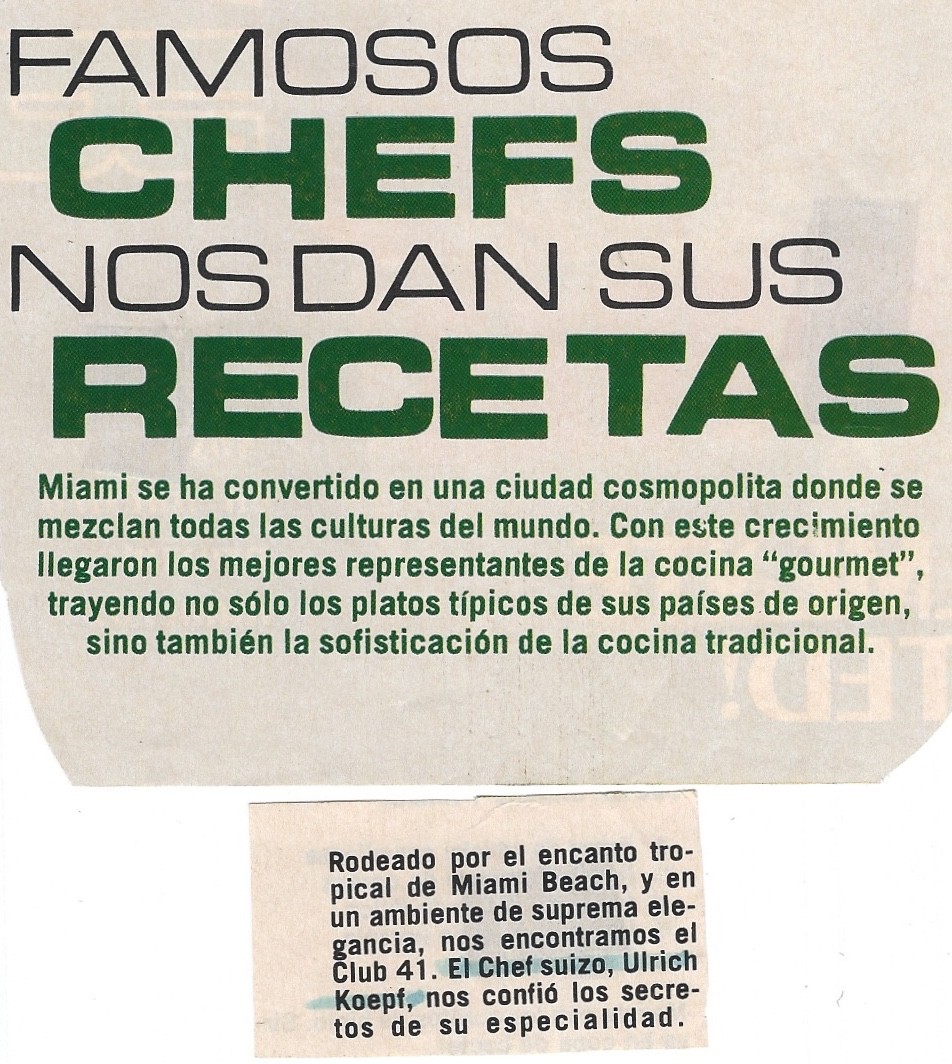 FAMOSOS
CHEFS
NOS DAN SUS
RECETAS
Miami se ha convertido en una ciudad cosmopolita donde se
mezclan todas las culturas del mundo. Con este crecimiento
llegaron los mejores representantes de la cocina “gourmet”,
trayendo no sólo los platos típicos de sus países de origen,
sino también la sofisticación de la cocina tradicional.
TED!
Rodeado por el encanto tro-
pical de Miami Beach, y en
un ambiente de suprema ele-
gancia, nos encontramos el
Club 41. El Chef suizo, Ulrich
Koepf, nos confió los secre-
tos de su especialidad.